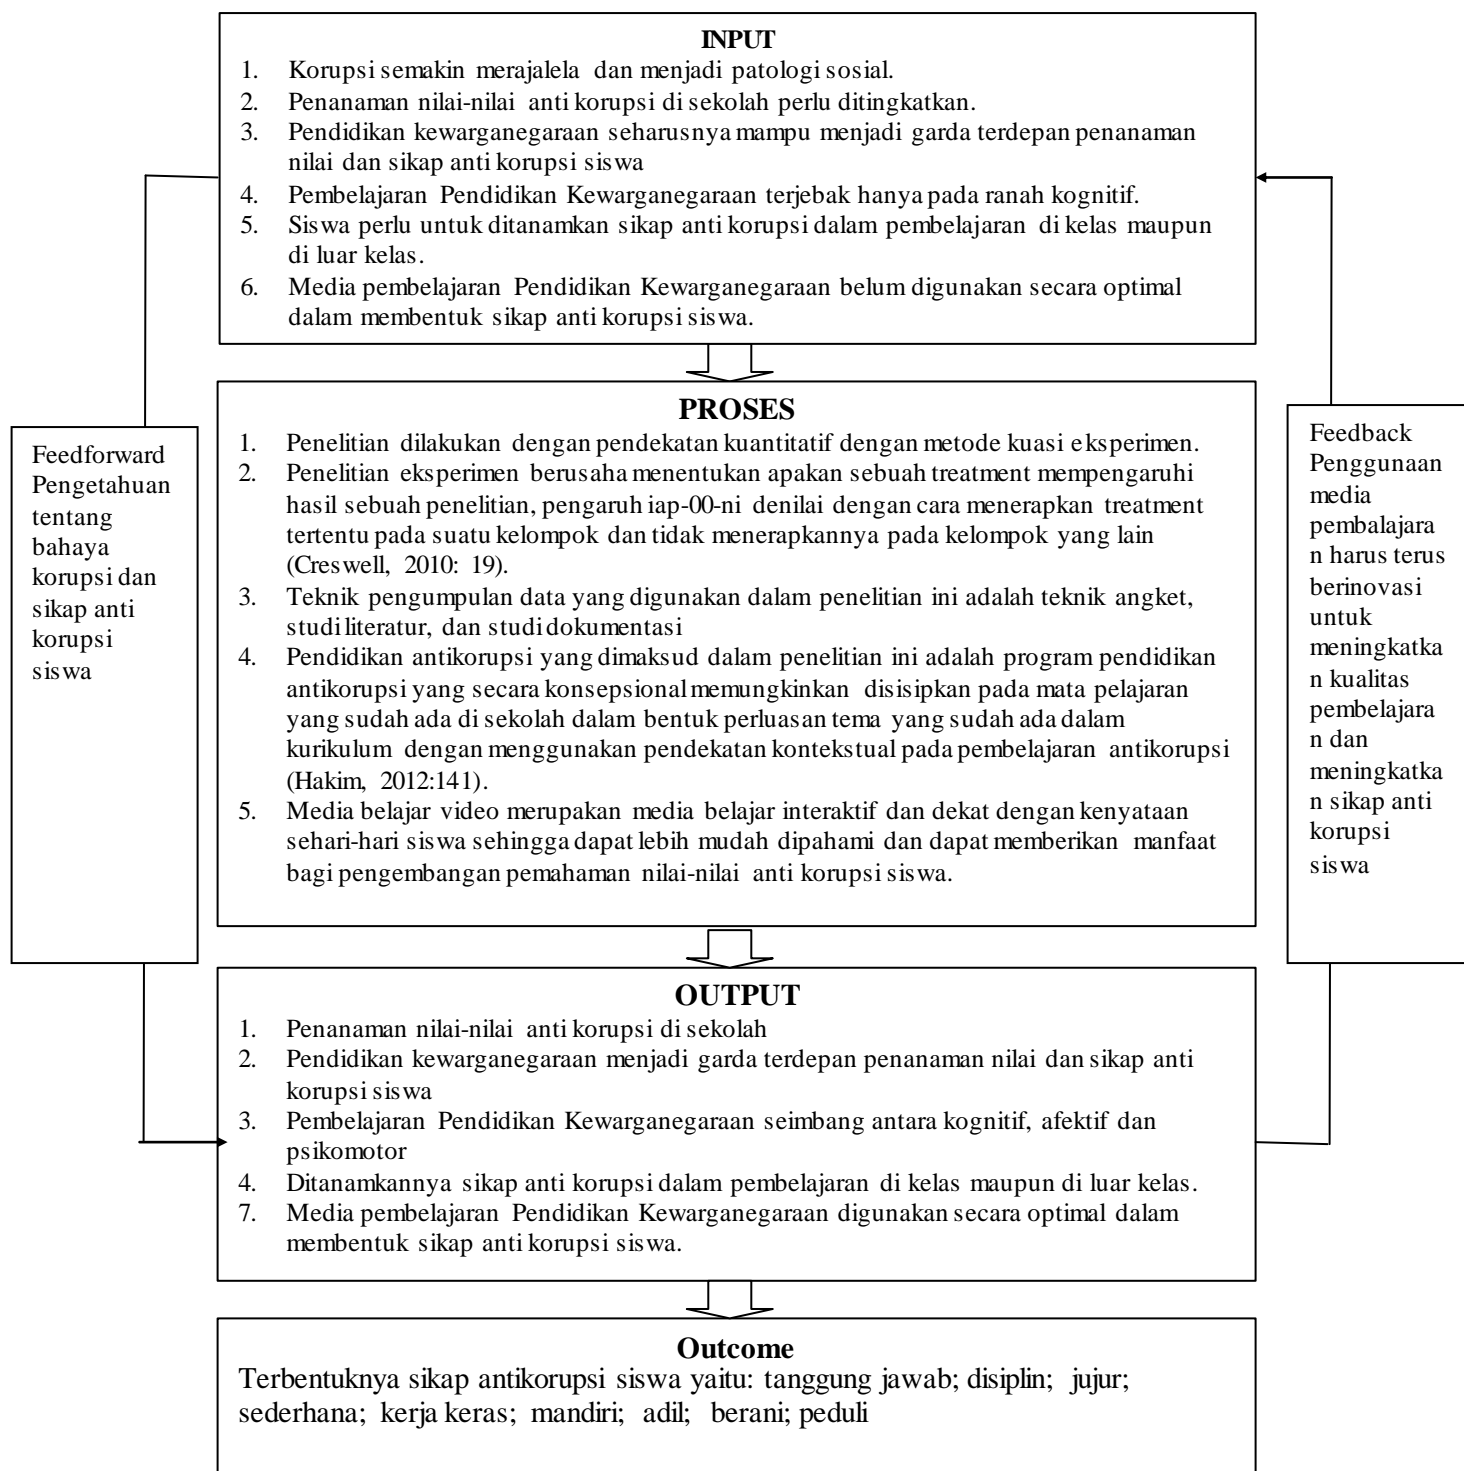 INPUT
1. Korupsi semakin merajalela dan menjadi patologi sosial.
2. Penanaman nilai-nilai anti korupsi di sekolah perlu ditingkatkan.
3. Pendidikan kewarganegaraan seharusnya mampu menjadi garda terdepan penanaman
nilai dan sikap anti korupsi siswa
4. Pembelajaran Pendidikan Kewarganegaraan terjebak hanya pada ranah kognitif.
5. Siswa perlu untuk ditanamkan sikap anti korupsi dalam pembelajaran di kelas maupun
di luar kelas.
6. Media pembelajaran Pendidikan Kewarganegaraan belum digunakan secara optimal
dalam membentuk sikap anti korupsi siswa.
Feedforward
Pengetahuan
tentang
bahaya
korupsi dan
sikap anti
korupsi
siswa
PROSES
1. Penelitian dilakukan dengan pendekatan kuantitatif dengan metode kuasi eksperimen.
2. Penelitian eksperimen berusaha menentukan apakan sebuah treatment mempengaruhi
hasil sebuah penelitian, pengaruh iap-00-ni denilai dengan cara menerapkan treatment
tertentu pada suatu kelompok dan tidak menerapkannya pada kelompok yang lain
(Creswell, 2010: 19).
3. Teknik pengumpulan data yang digunakan dalam penelitian ini adalah teknik angket,
studi literatur, dan studi dokumentasi
4. Pendidikan antikorupsi yang dimaksud dalam penelitian ini adalah program pendidikan
antikorupsi yang secara konsepsional memungkinkan disisipkan pada mata pelajaran
yang sudah ada di sekolah dalam bentuk perluasan tema yang sudah ada dalam
kurikulum dengan menggunakan pendekatan kontekstual pada pembelajaran antikorupsi
(Hakim, 2012:141).
5. Media belajar video merupakan media belajar interaktif dan dekat dengan kenyataan
sehari-hari siswa sehingga dapat lebih mudah dipahami dan dapat memberikan manfaat
bagi pengembangan pemahaman nilai-nilai anti korupsi siswa.
Feedback
Penggunaan
media
pembalajara
n harus terus
berinovasi
untuk
meningkatka
n kualitas
pembelajara
n dan
meningkatka
n sikap anti
korupsi
siswa
OUTPUT
1. Penanaman nilai-nilai anti korupsi di sekolah
2. Pendidikan kewarganegaraan menjadi garda terdepan penanaman nilai dan sikap anti
korupsi siswa
3. Pembelajaran Pendidikan Kewarganegaraan seimbang antara kognitif, afektif dan
psikomotor
4. Ditanamkannya sikap anti korupsi dalam pembelajaran di kelas maupun di luar kelas.
7. Media pembelajaran Pendidikan Kewarganegaraan digunakan secara optimal dalam
membentuk sikap anti korupsi siswa.
Outcome
Terbentuknya sikap antikorupsi siswa yaitu: tanggung jawab; disiplin; jujur;
sederhana; kerja keras; mandiri; adil; berani; peduli